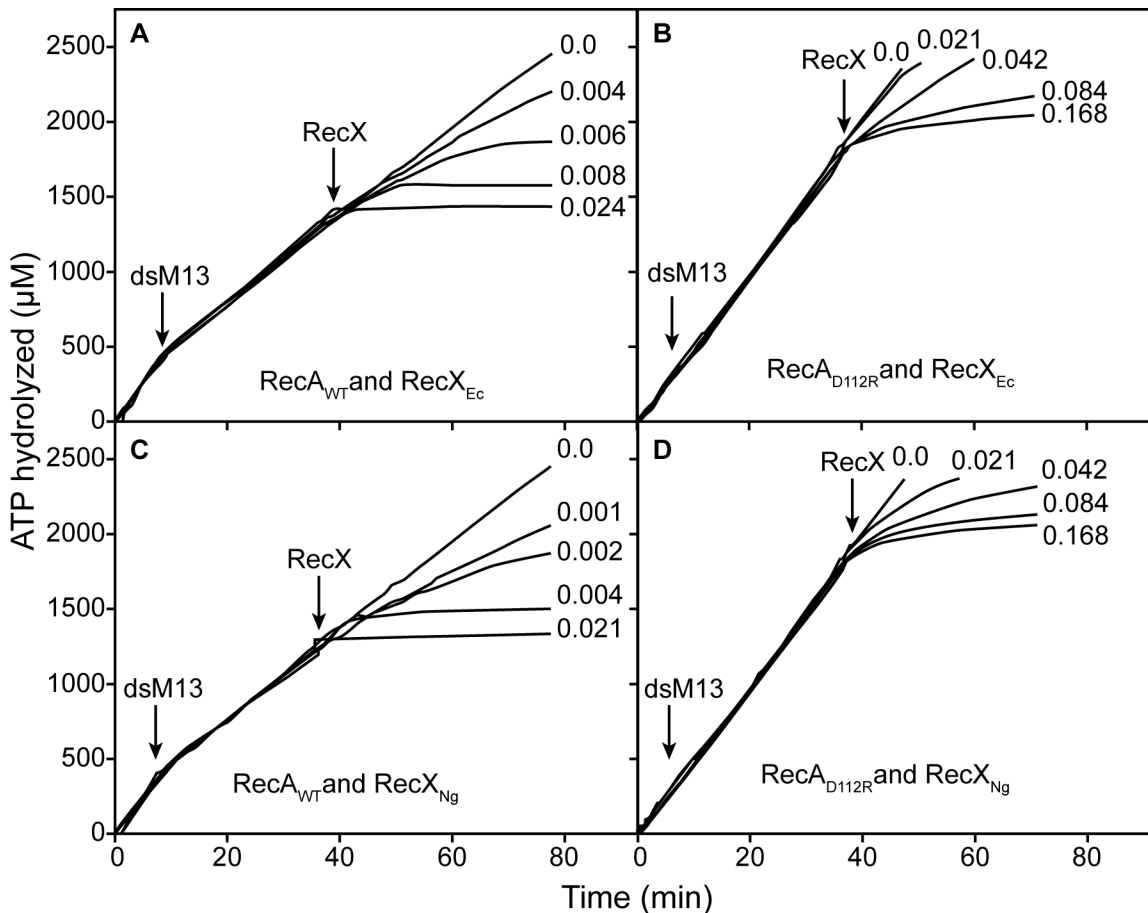 A
B
2500
2000
1500
1000
500
0
RecX
dsM13
0.0
0.004
0.006
0.008
0.024
RecA_WT and RecX_Ec
RecX
0.0
0.021
0.042
0.084
0.168
dsM13
RecA_D112R and RecX_Ec
ATP hydrolyzed (µM)
C
D
2500
2000
1500
1000
500
0
RecX
dsM13
0.0
0.001
0.002
0.004
0.021
RecA_WT and RecX_Ng
RecX
0.0
0.021
0.042
0.084
0.168
dsM13
RecA_D112R and RecX_Ng
0 20 40 60 80 0 20 40 60 80
Time (min)